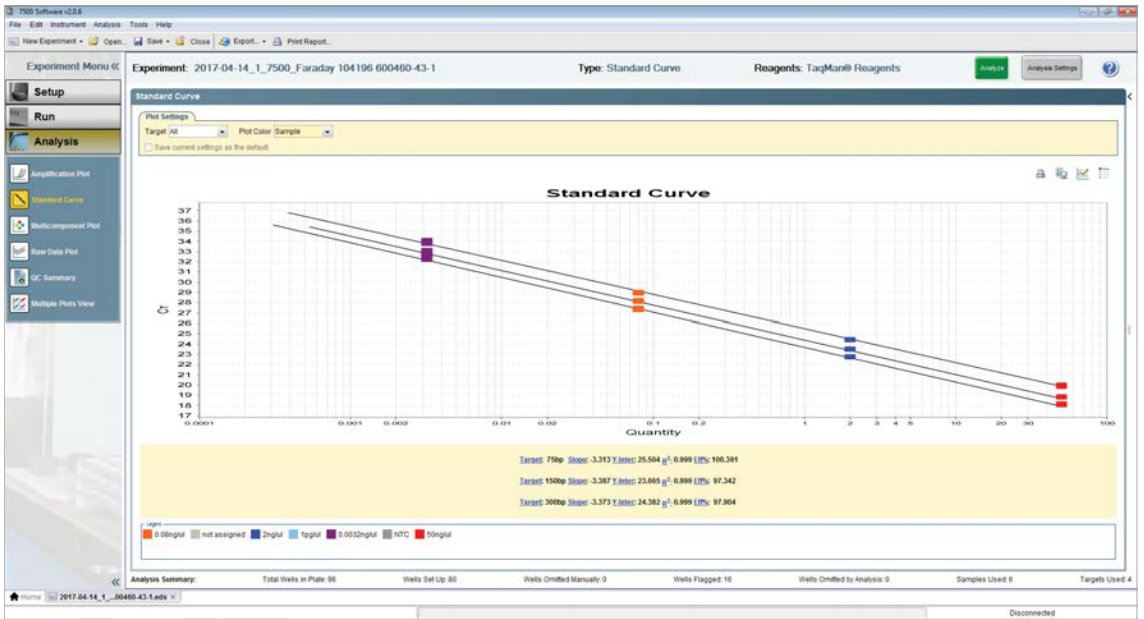 7500 Software v2.0.6
File Edit Instrument Analysis Tools Help
New Experiment Open... Save Close Export... Print Report...
Experiment Menu «
Experiment: 2017-04-14_1_7500_Faraday 104196 600460-43-1 Type: Standard Curve Reagents: TaqMan® Reagents Analyze Analysis Settings ?
Setup
Run
Analysis
Amplification Plot
Standard Curve
Multicomponent Plot
Raw Data Plot
QC Summary
Multiple Plots View
Standard Curve
Plot Settings
Target All Plot Color Sample
Save current settings as the default
Standard Curve
37
36
35
34
33
32
31
30
29
28
27
26
25
24
23
22
21
20
19
18
17
CT
0.0001 0.001 0.002 0.01 0.02 0.1 0.2 1 2 3 4 5 10 20 30 100
Quantity
Target: 75bp Slope: -3.313 Y-Inter: 25.504 R²: 0.999 Eff%: 100.391
Target: 150bp Slope: -3.387 Y-Inter: 23.665 R²: 0.999 Eff%: 97.342
Target: 300bp Slope: -3.373 Y-Inter: 24.382 R²: 0.999 Eff%: 97.904
0.08ng/ul not assigned 2ng/ul 1pg/ul 0.0032ng/ul NTC 50ng/ul
« Analysis Summary: Total Wells in Plate: 96 Wells Set Up: 80 Wells Omitted Manually: 0 Wells Flagged: 16 Wells Omitted by Analysis: 0 Samples Used: 6 Targets Used: 4
Home 2017-04-14_1_...00460-43-1.eds ×
Disconnected